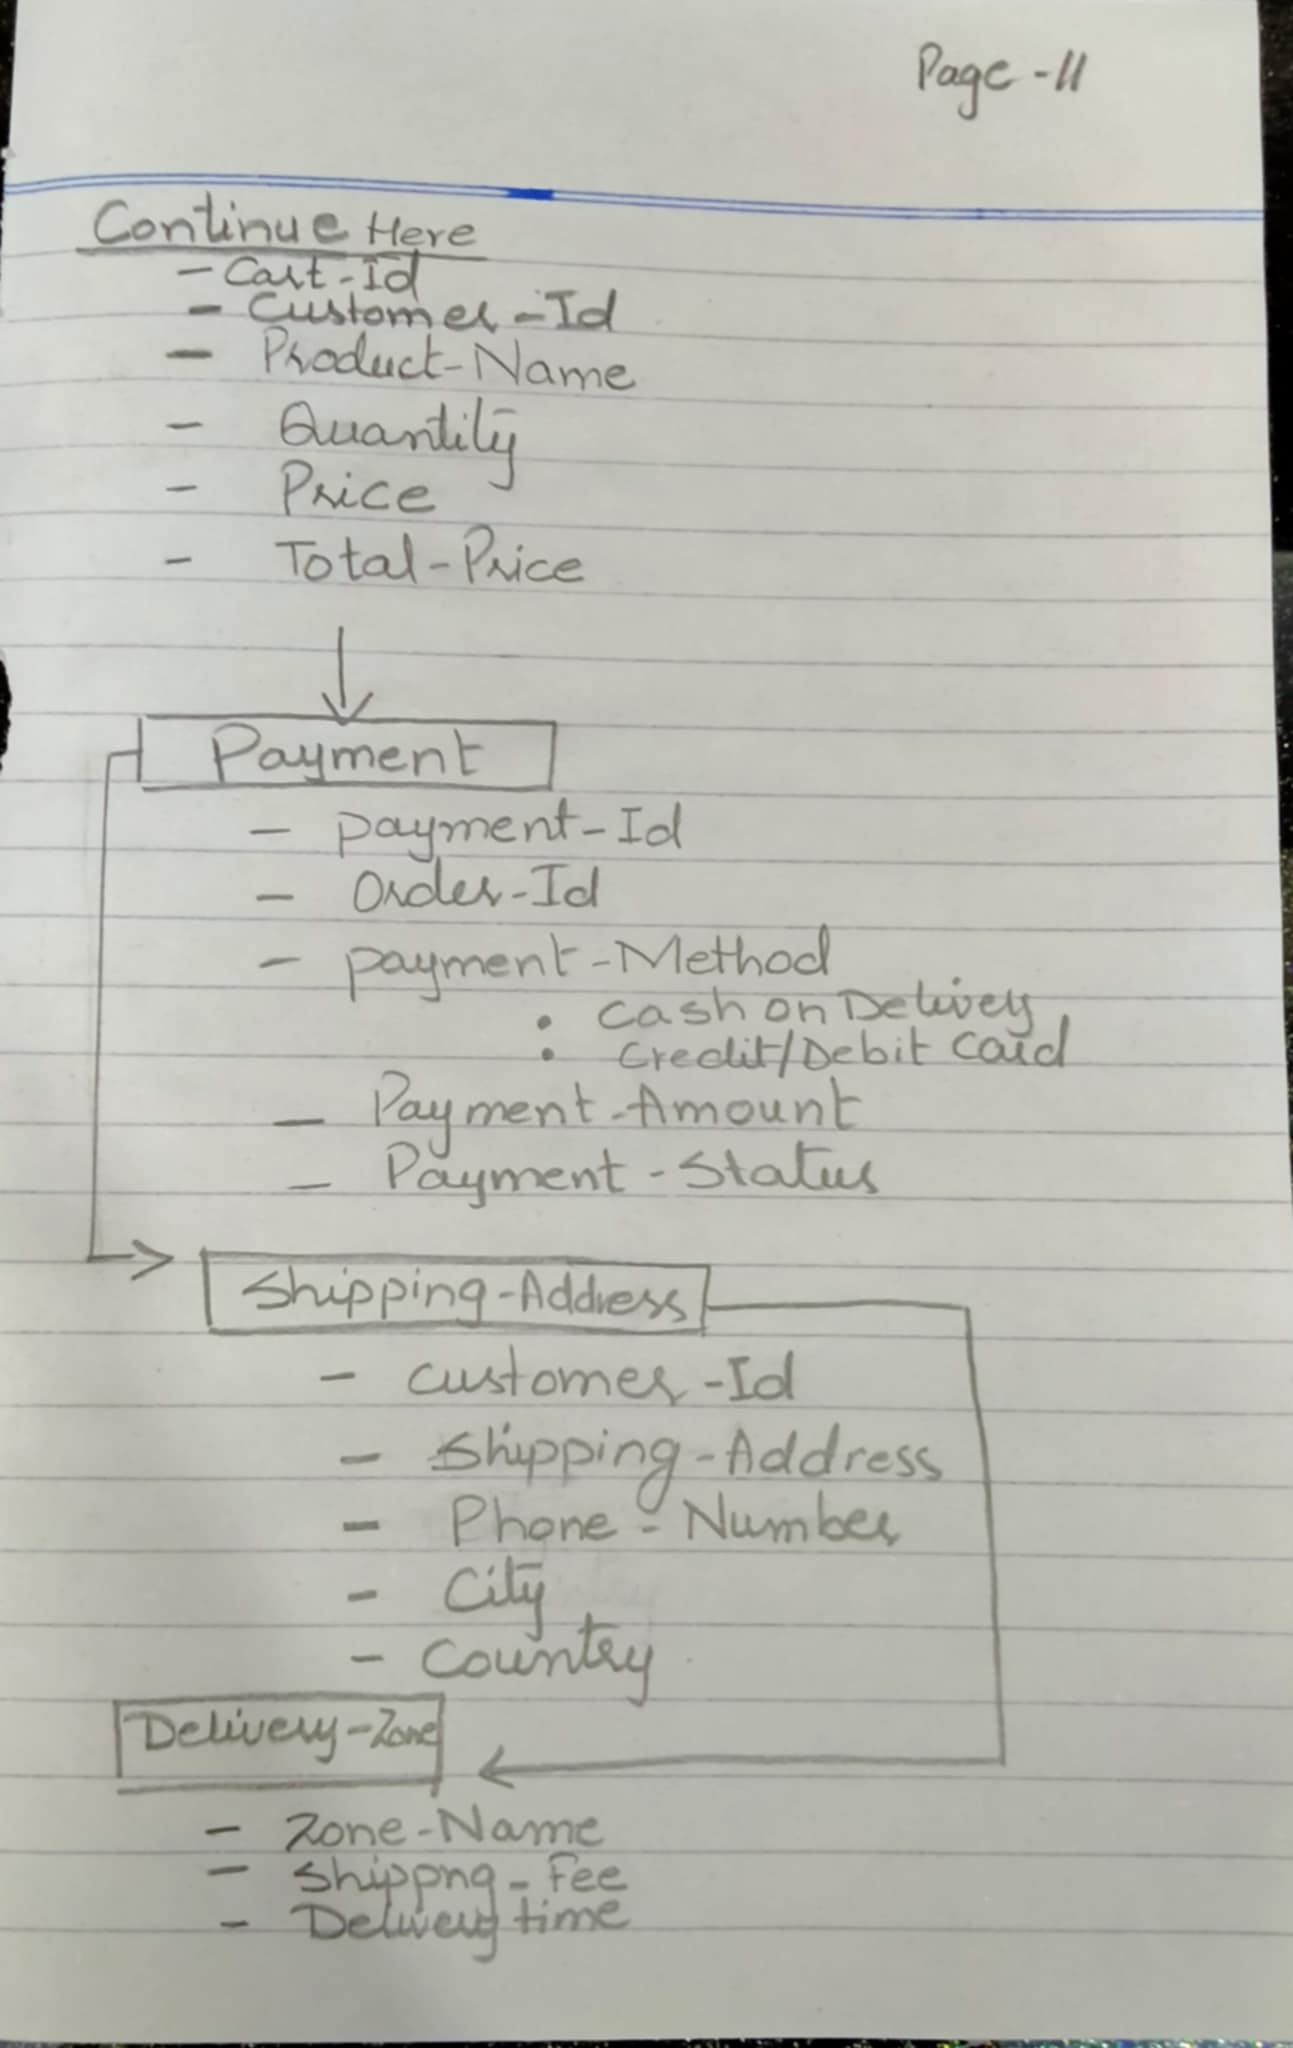 Page - 11
Continue Here
- Cart-Id
- Customer-Id
- Product-Name
- Quantity
- Price
- Total-Price
Payment
- payment-Id
- Order-Id
- payment-Method
• Cash on Delivery
• Credit/Debit Card
- Payment-Amount
- Payment-Status
Shipping-Address
- customer-Id
- Shipping-Address
- Phone-Number
- City
- Country
Delivery-Zone
- Zone-Name
- Shippng-Fee
- Delivery time